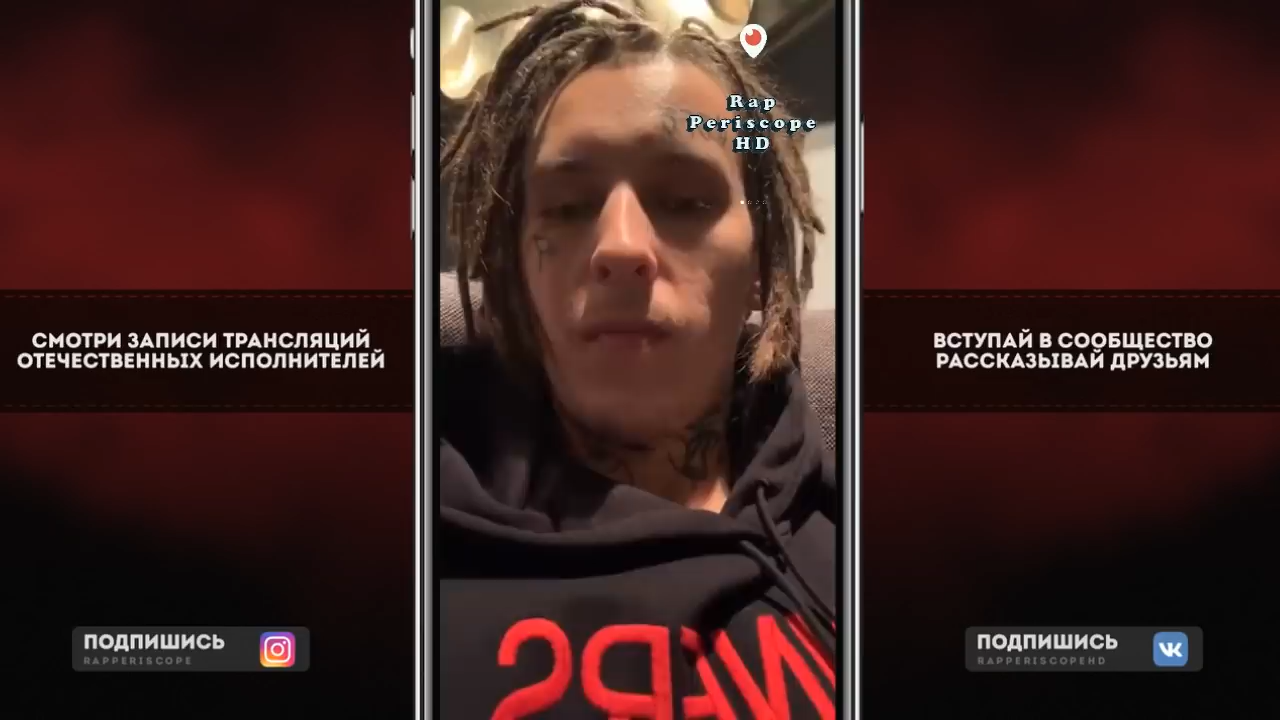 Rap
Periscope
HD
СМОТРИ ЗАПИСИ ТРАНСЛЯЦИЙ
ОТЕЧЕСТВЕННЫХ ИСПОЛНИТЕЛЕЙ
ВСТУПАЙ В СООБЩЕСТВО
РАССКАЗЫВАЙ ДРУЗЬЯМ
ПОДПИШИСЬ
RAPPERISCOPE
ПОДПИШИСЬ
RAPPERISCOPEHD